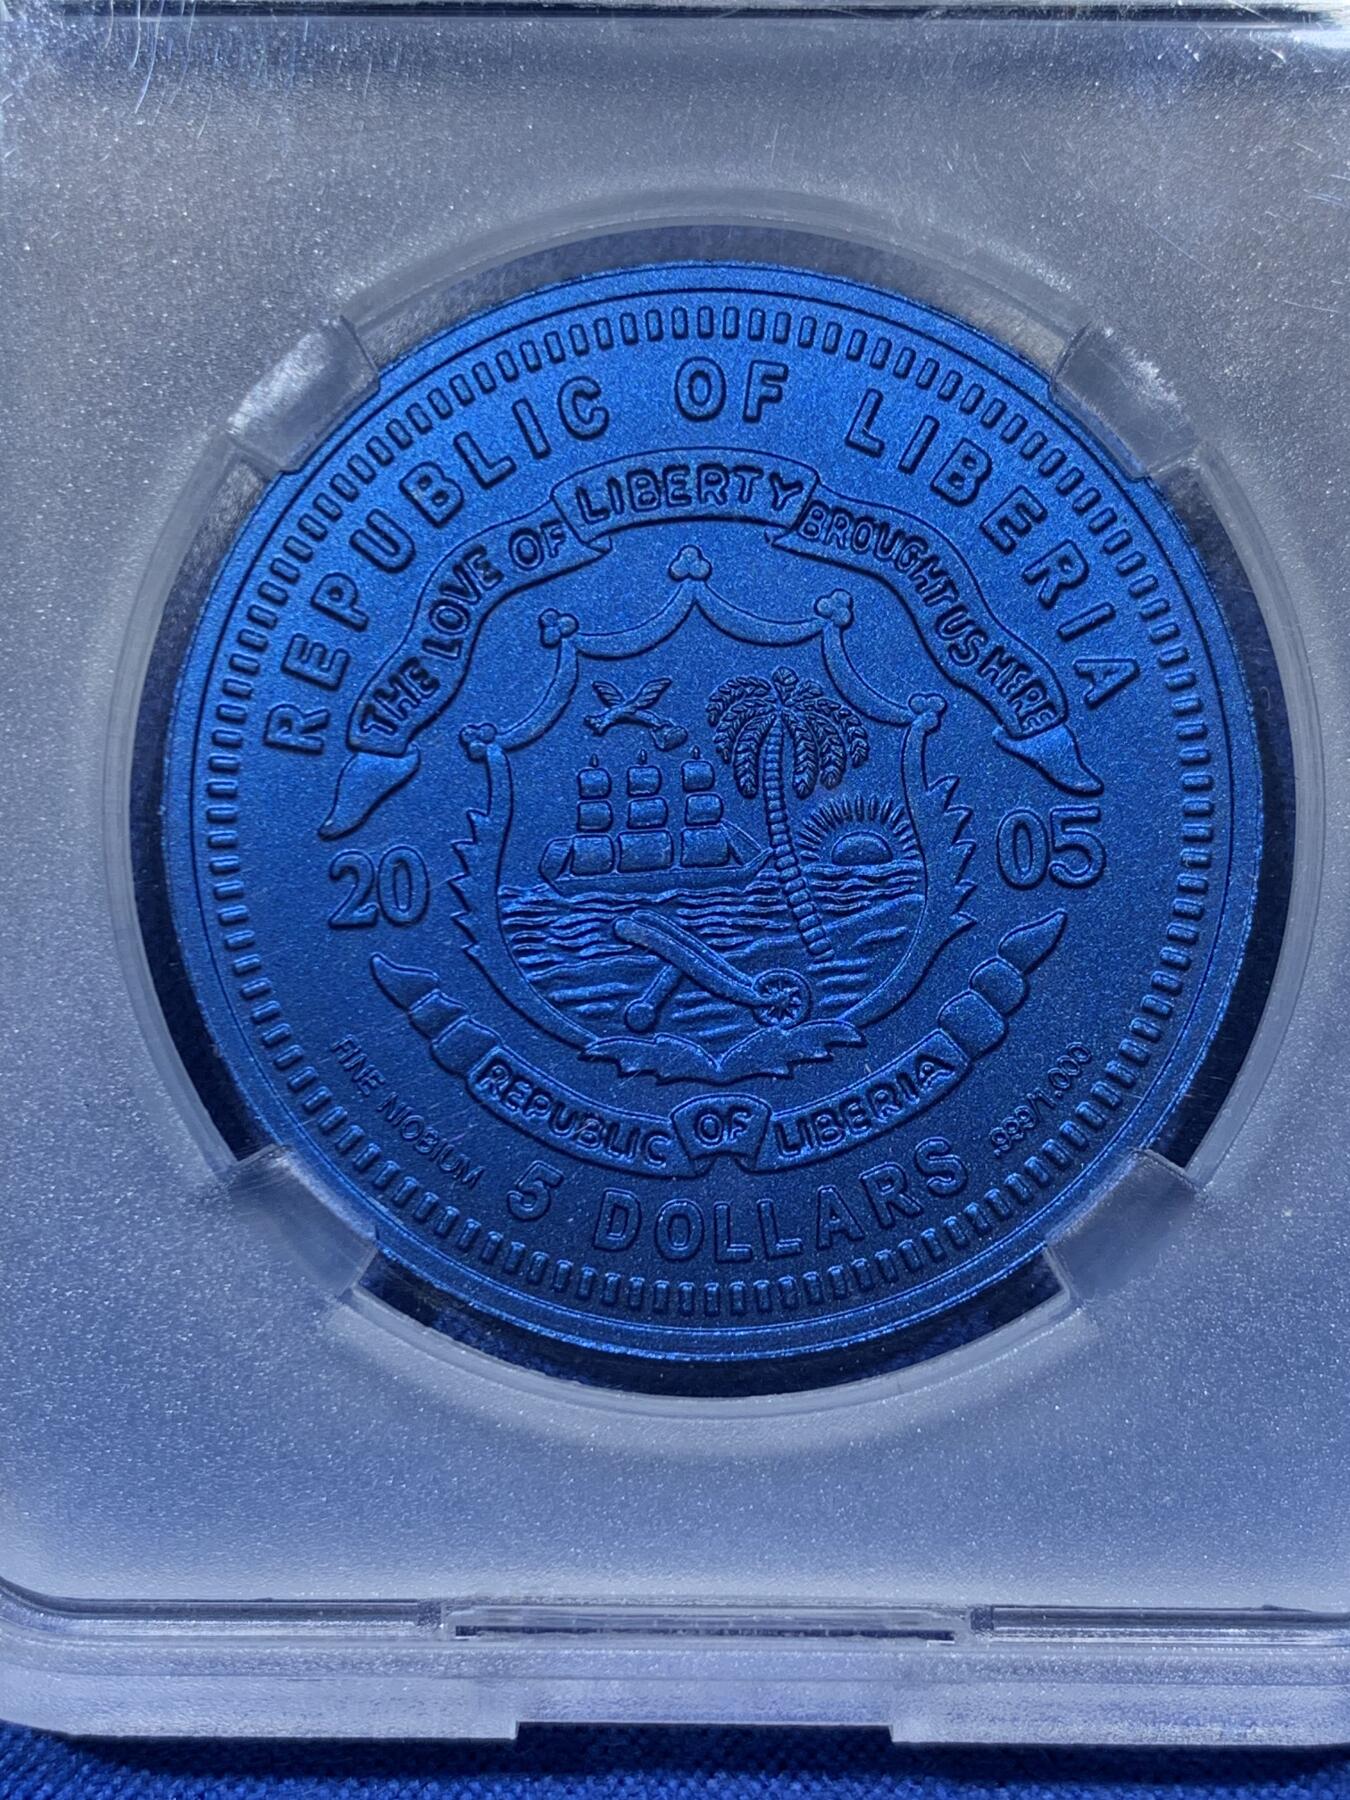 REPUBLIC OF LIBERIA
THE LOVE OF LIBERTY BROUGHT US HERE
20 05
REPUBLIC OF LIBERIA
FINE NIOBIUM 5 DOLLARS .999/1,000